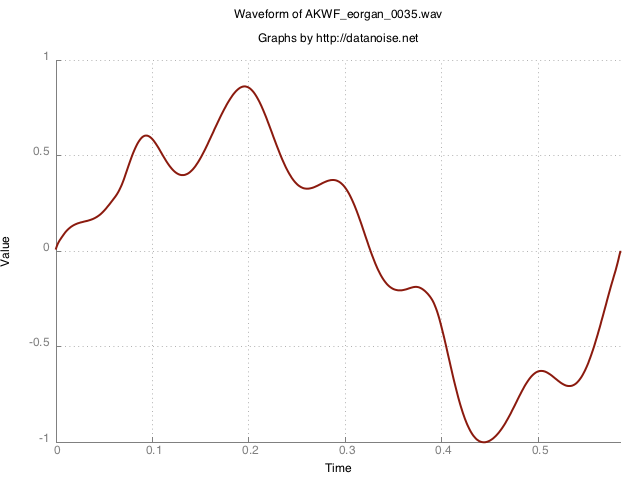 Waveform of AKWF_eorgan_0035.wav
Graphs by http://datanoise.net
1
0.5
0
-0.5
-1
Value
0 0.1 0.2 0.3 0.4 0.5
Time